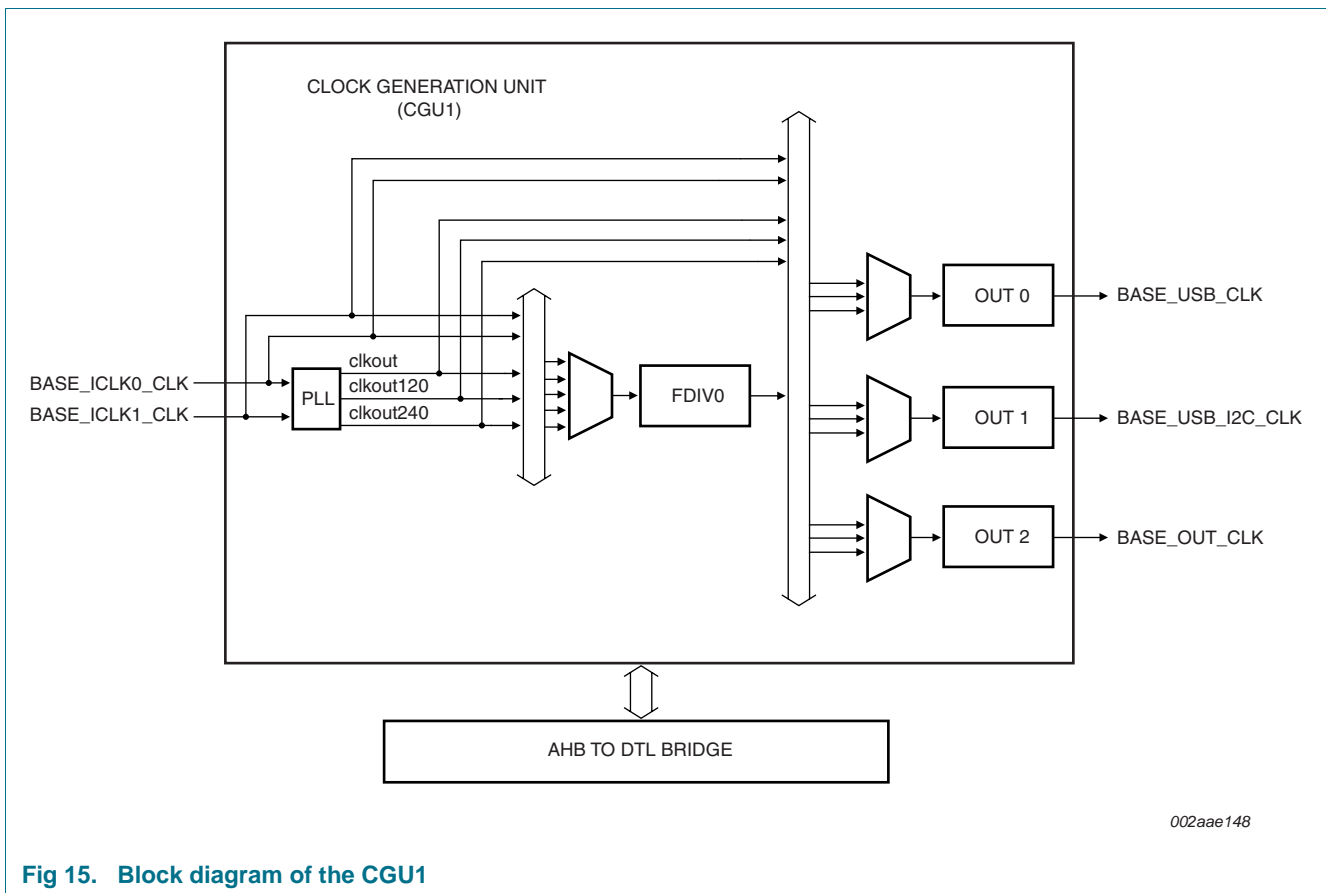 CLOCK GENERATION UNIT
(CGU1)
clkout
clkout120
clkout240
BASE_ICLK0_CLK
BASE_ICLK1_CLK
PLL
FDIV0
OUT 0
BASE_USB_CLK
OUT 1
BASE_USB_I2C_CLK
OUT 2
BASE_OUT_CLK
AHB TO DTL BRIDGE
002aae148
Fig 15. Block diagram of the CGU1